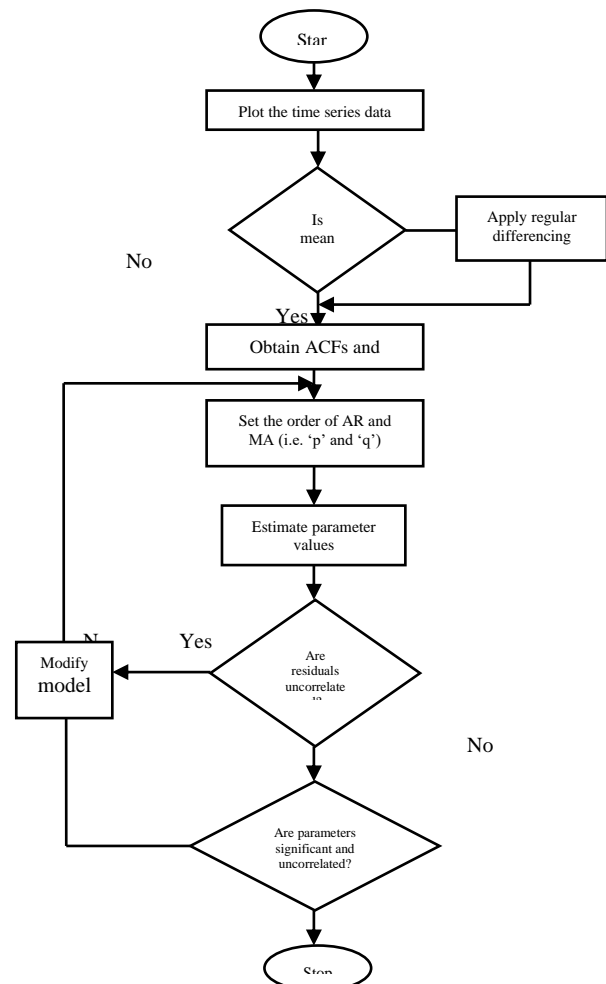 Star
Plot the time series data
Is
mean
Apply regular
differencing
No
Yes
Obtain ACFs and
Set the order of AR and
MA (i.e. ‘p’ and ‘q’)
Estimate parameter
values
N
Yes
Modify
model
Are
residuals
uncorrelate
d?
No
Are parameters
significant and
uncorrelated?
Stop